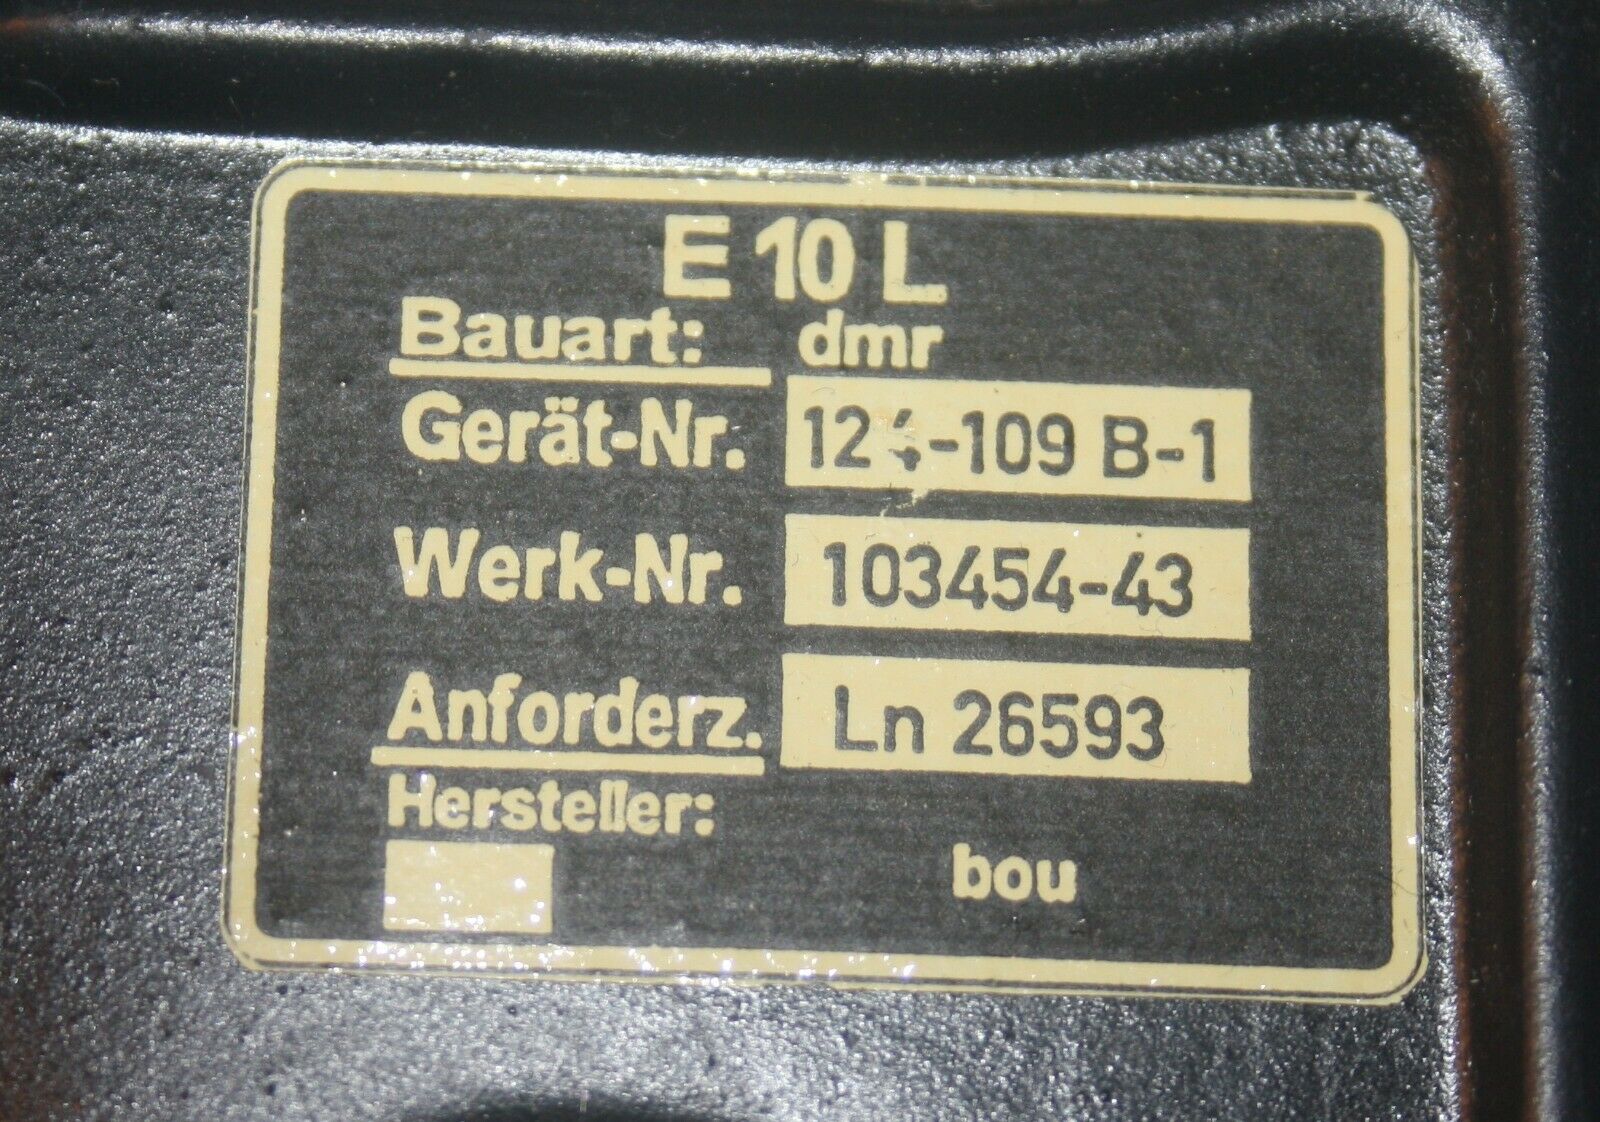 E 10 L
Bauart: dmr
Gerät-Nr. 124-109 B-1
Werk-Nr. 103454-43
Anforderz. Ln 26593
Hersteller:
bou